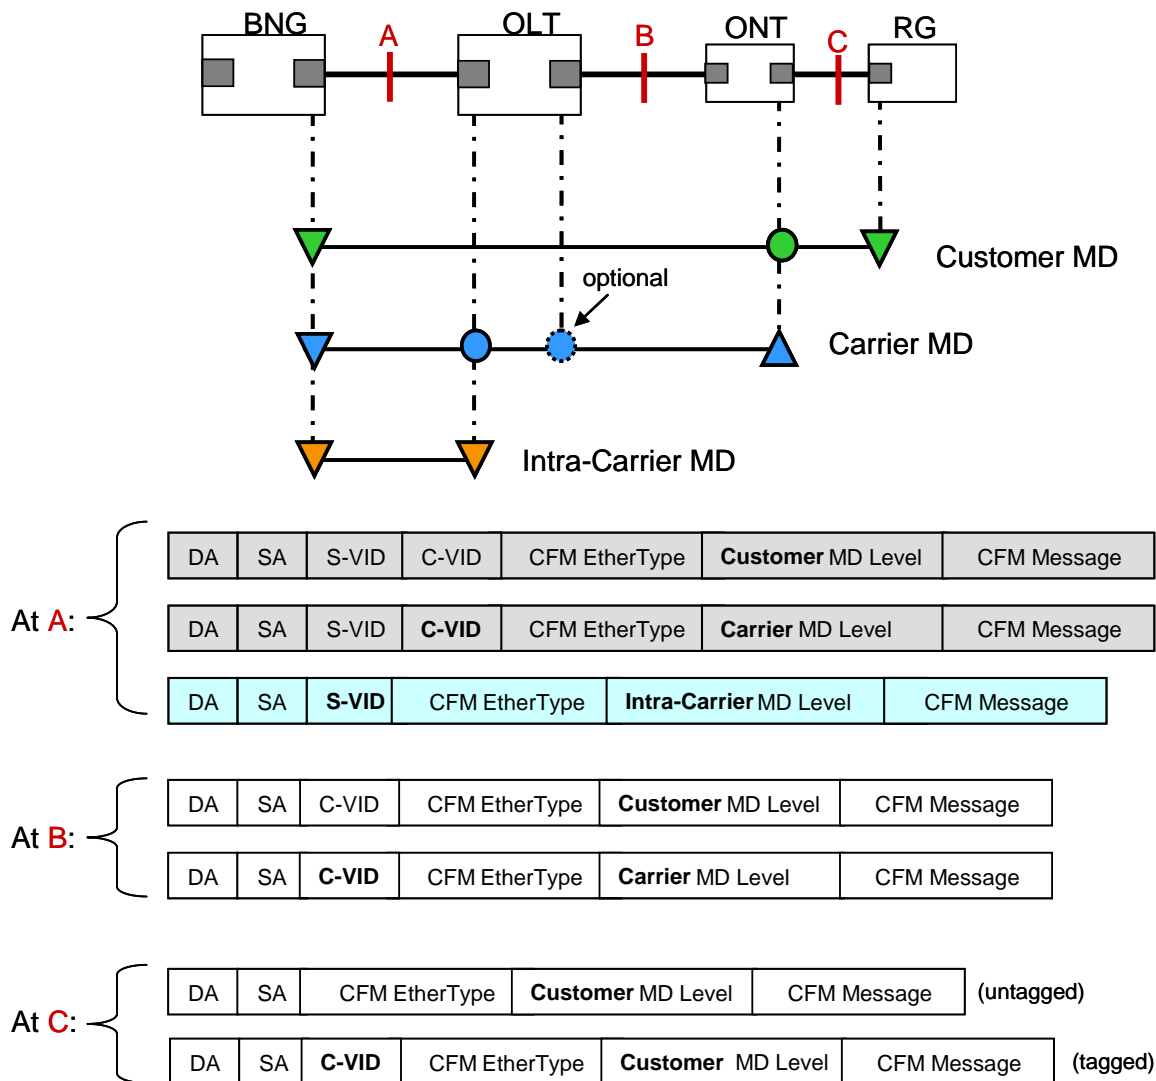 BNG OLT ONT RG
A B C
Customer MD
optional
Carrier MD
Intra-Carrier MD
DA SA S-VID C-VID CFM EtherType Customer MD Level CFM Message
At A:
DA SA S-VID C-VID CFM EtherType Carrier MD Level CFM Message
DA SA S-VID CFM EtherType Intra-Carrier MD Level CFM Message
DA SA C-VID CFM EtherType Customer MD Level CFM Message
At B:
DA SA C-VID CFM EtherType Carrier MD Level CFM Message
DA SA CFM EtherType Customer MD Level CFM Message (untagged)
At C:
DA SA C-VID CFM EtherType Customer MD Level CFM Message (tagged)